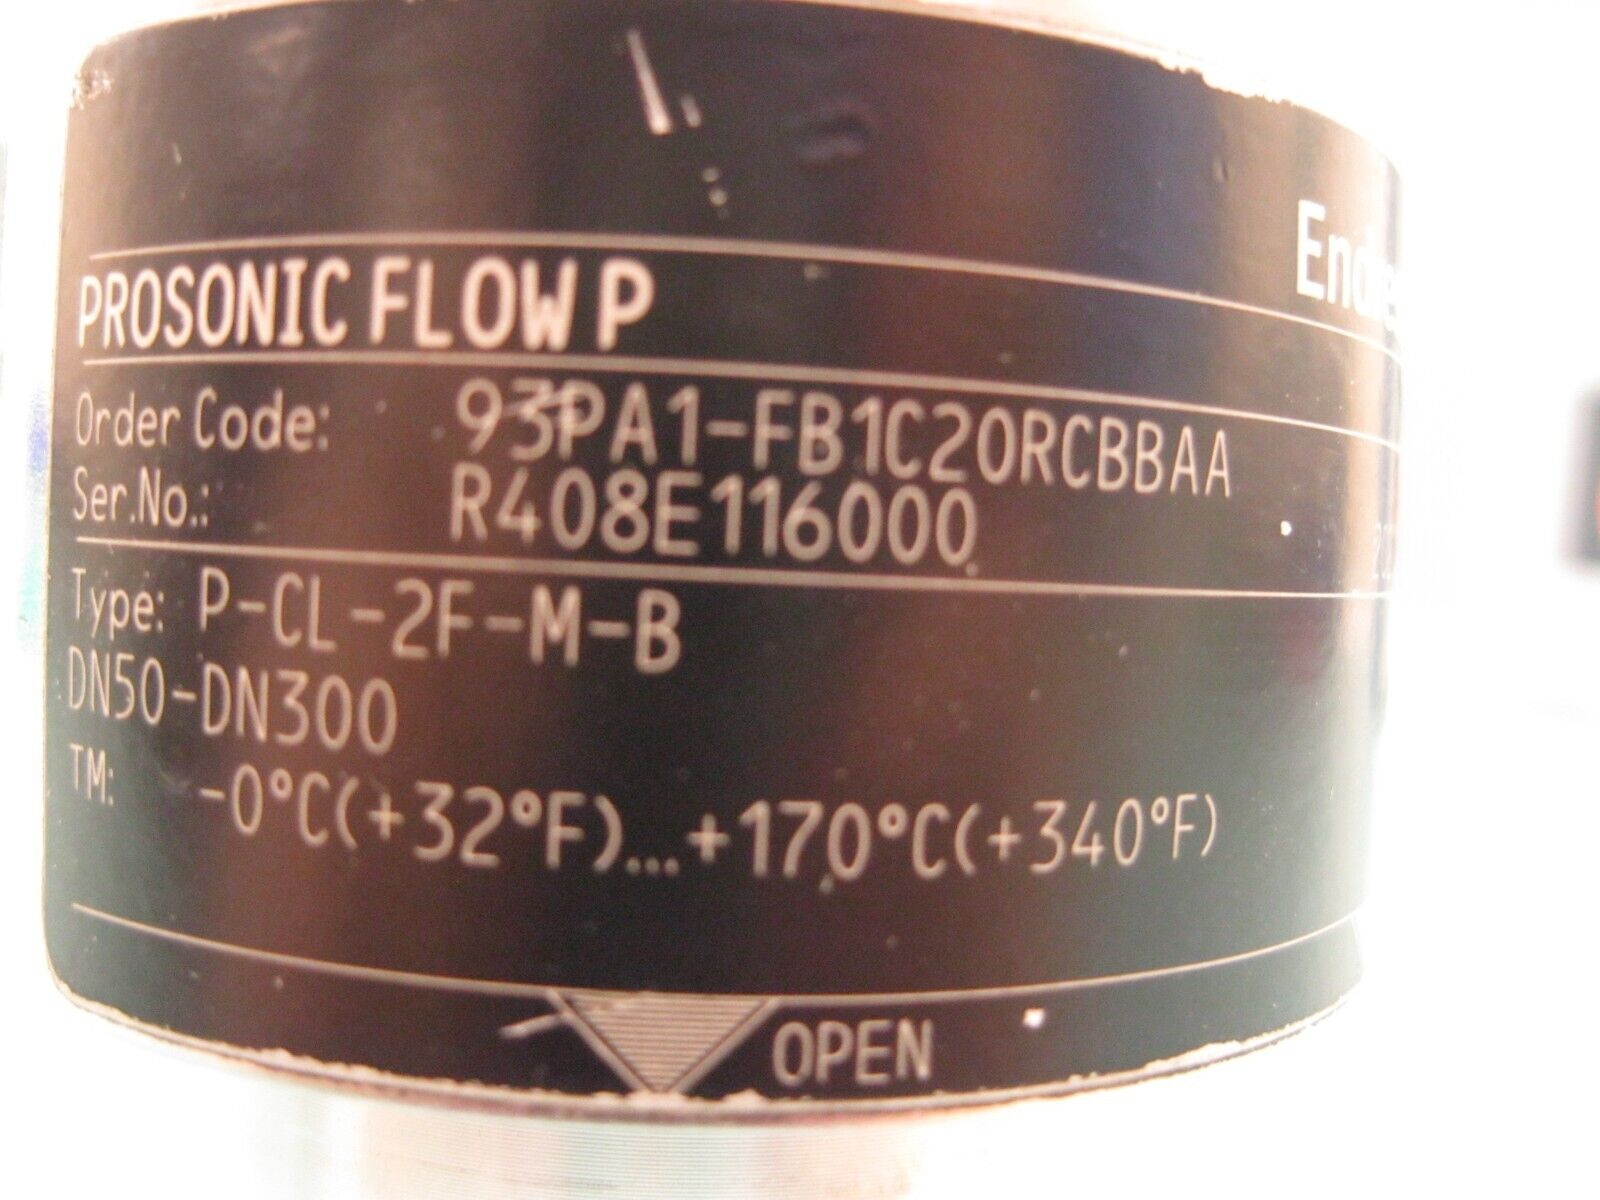 PROSONIC FLOW P
Order Code: 93PA1-FB1C20RCBBAA
Ser.No.: R408E116000
Type: P-CL-2F-M-B
DN50-DN300
TM: -0°C(+32°F)...+170°C(+340°F)
OPEN